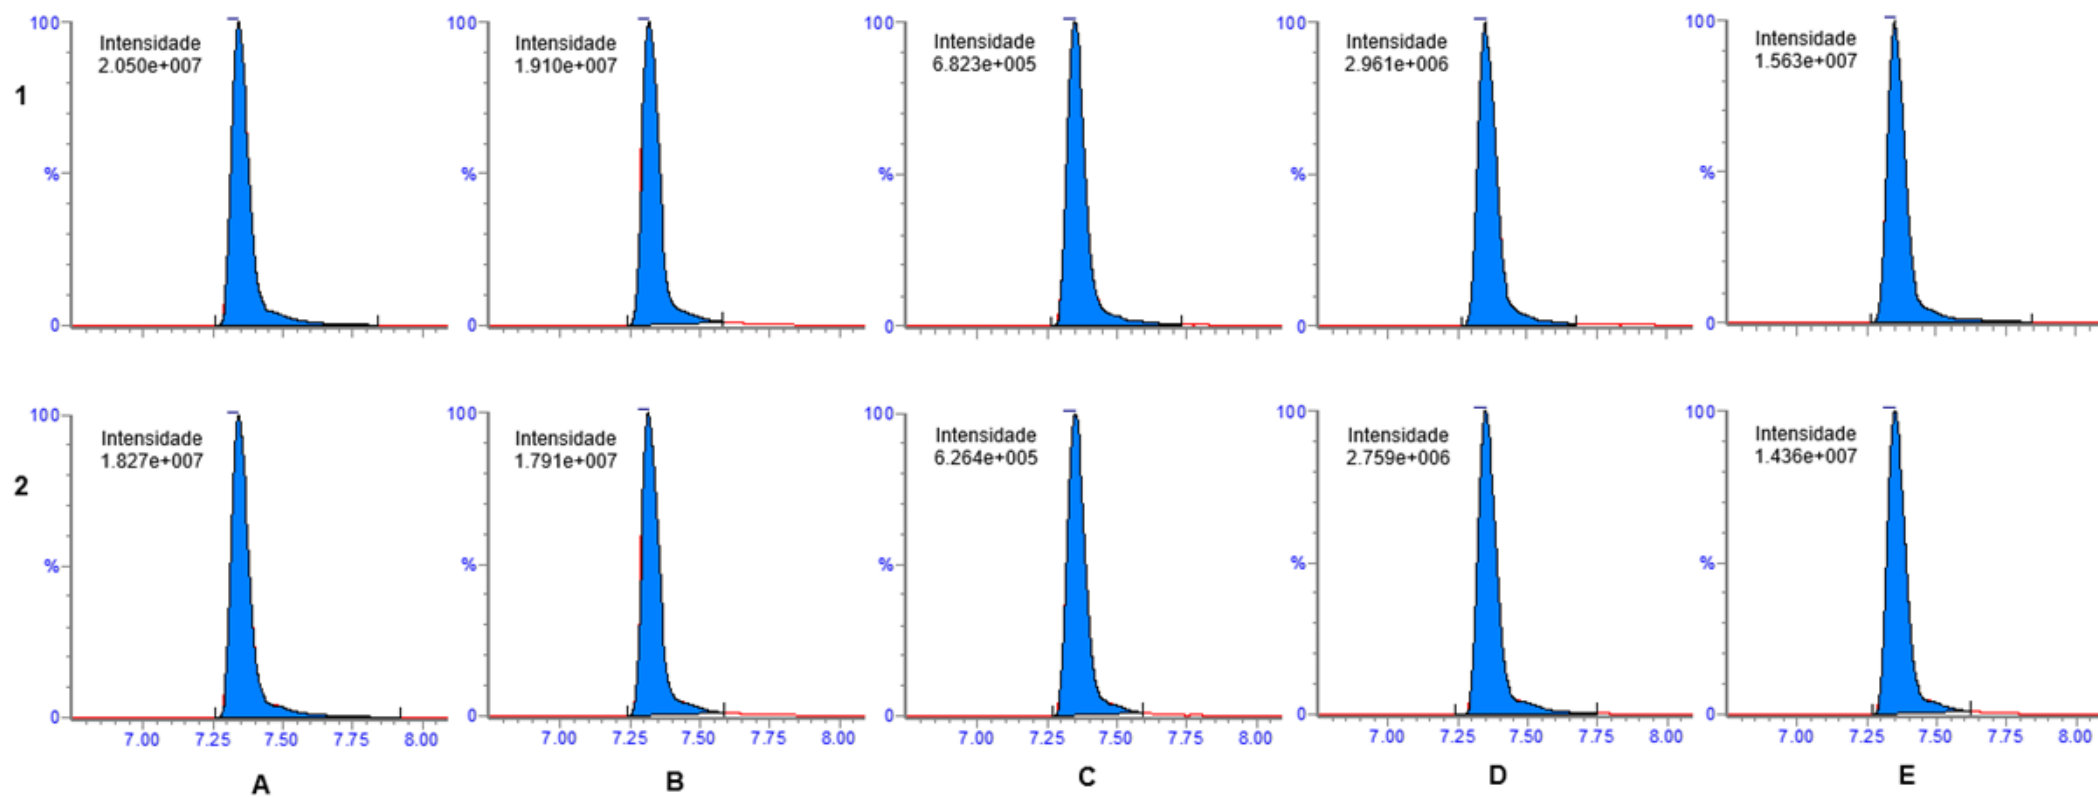 100
Intensidade
2.050e+007
%
0
100
Intensidade
1.910e+007
%
0
100
Intensidade
6.823e+005
%
0
100
Intensidade
2.961e+006
%
0
100
Intensidade
1.563e+007
%
0
1
100
Intensidade
1.827e+007
%
0
7.00 7.25 7.50 7.75 8.00
100
Intensidade
1.791e+007
%
0
7.00 7.25 7.50 7.75 8.00
100
Intensidade
6.264e+005
%
0
7.00 7.25 7.50 7.75 8.00
100
Intensidade
2.759e+006
%
0
7.00 7.25 7.50 7.75 8.00
100
Intensidade
1.436e+007
%
0
7.00 7.25 7.50 7.75 8.00
2
A B C D E